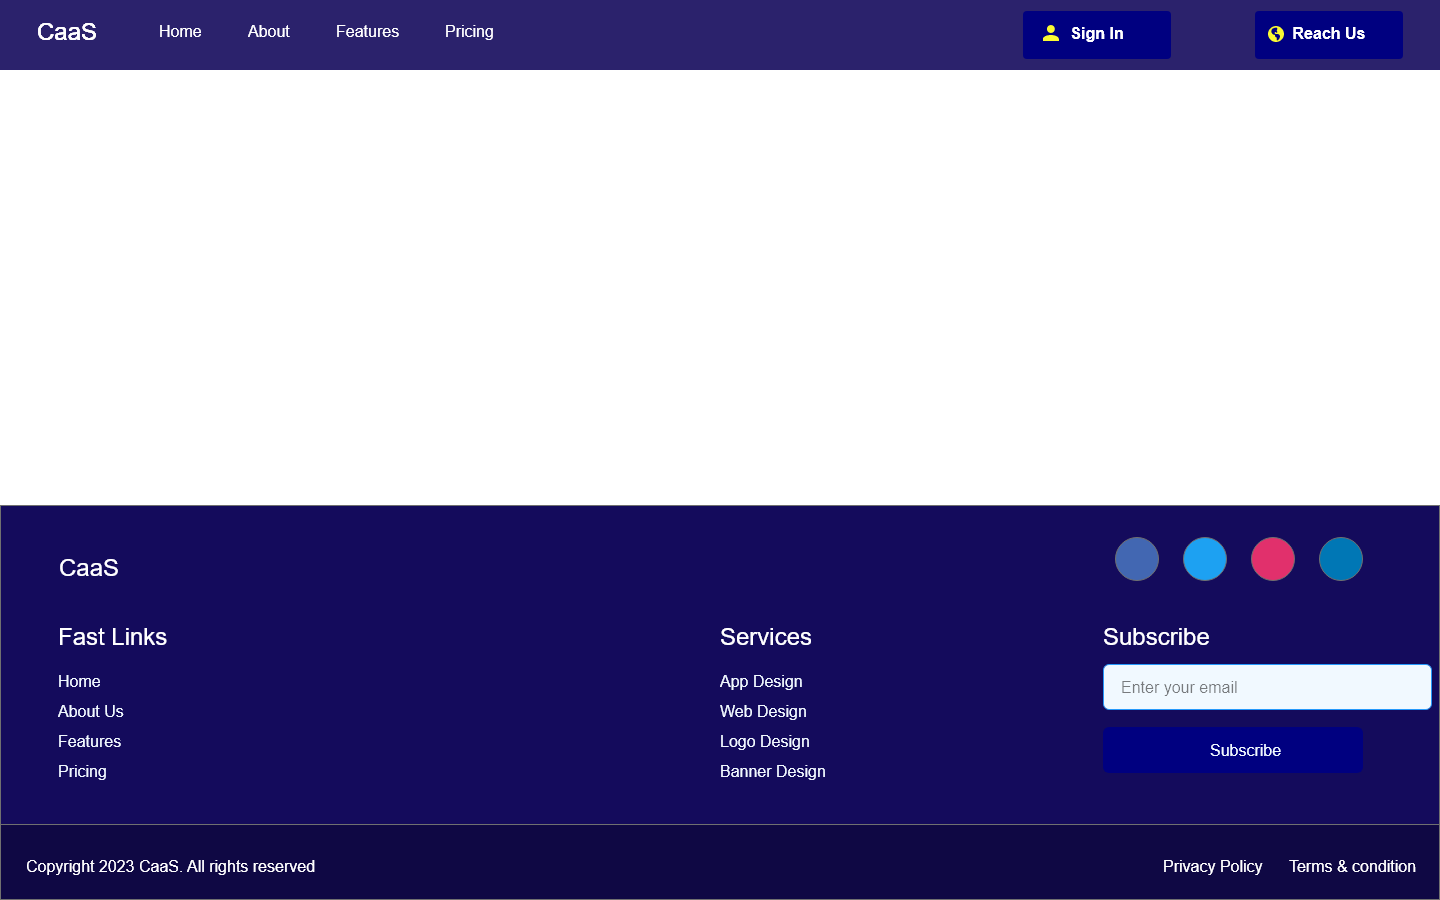 CaaS Home About Features Pricing Sign In Reach Us
CaaS
Fast Links
Home
About Us
Features
Pricing
Services
App Design
Web Design
Logo Design
Banner Design
Subscribe
Enter your email
Subscribe
Copyright 2023 CaaS. All rights reserved
Privacy Policy Terms & condition